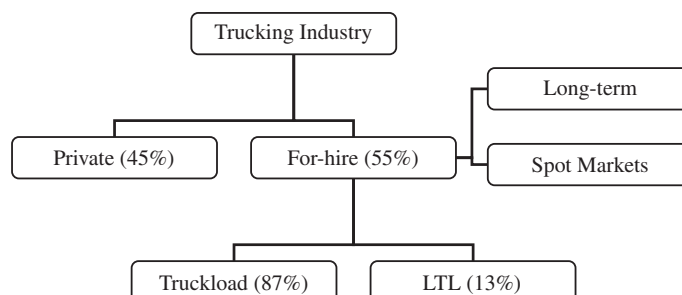 Trucking Industry
Long-term
Private (45%)
For-hire (55%)
Spot Markets
Truckload (87%)
LTL (13%)